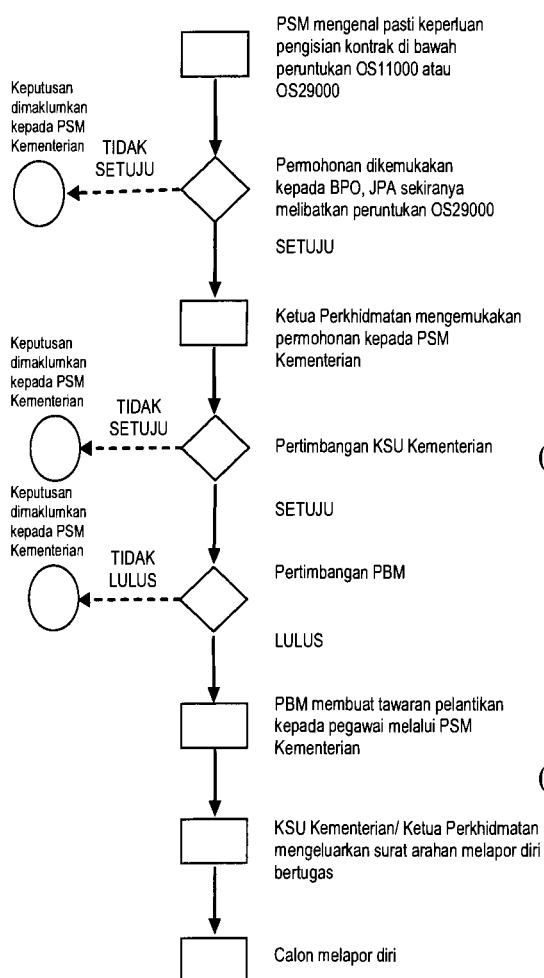 PSM mengenal pasti keperluan
pengisian kontrak di bawah
peruntukan OS11000 atau
OS29000
Keputusan
dimaklumkan
kepada PSM
Kementerian
TIDAK
SETUJU
Permohonan dikemukakan
kepada BPO, JPA sekiranya
melibatkan peruntukan OS29000
SETUJU
Ketua Perkhidmatan mengemukakan
permohonan kepada PSM
Kementerian
Keputusan
dimaklumkan
kepada PSM
Kementerian
TIDAK
SETUJU
Pertimbangan KSU Kementerian
(
SETUJU
Keputusan
dimaklumkan
kepada PSM
Kementerian
TIDAK
LULUS
Pertimbangan PBM
LULUS
PBM membuat tawaran pelantikan
kepada pegawai melalui PSM
Kementerian
(
KSU Kementerian/ Ketua Perkhidmatan
mengeluarkan surat arahan melapor diri
bertugas
Calon melapor diri